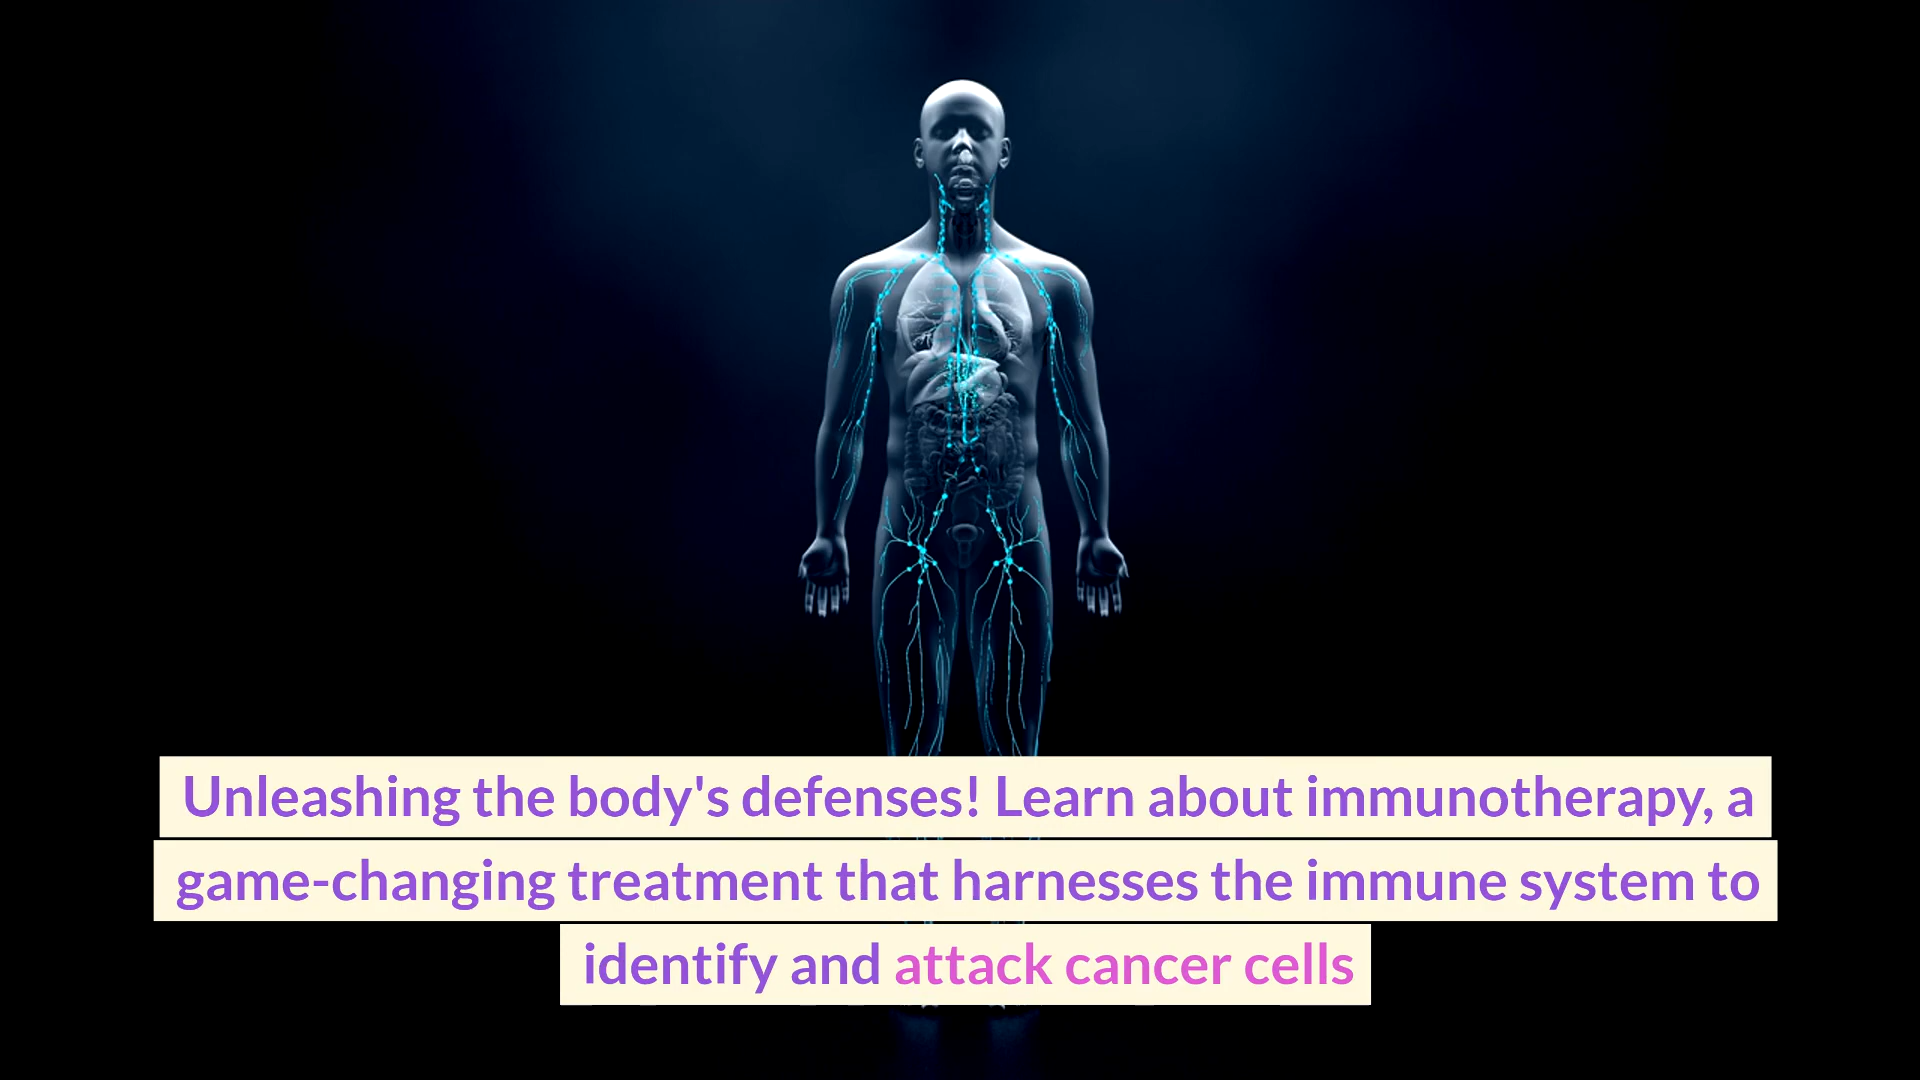 Unleashing the body's defenses! Learn about immunotherapy, a
game-changing treatment that harnesses the immune system to
identify and attack cancer cells